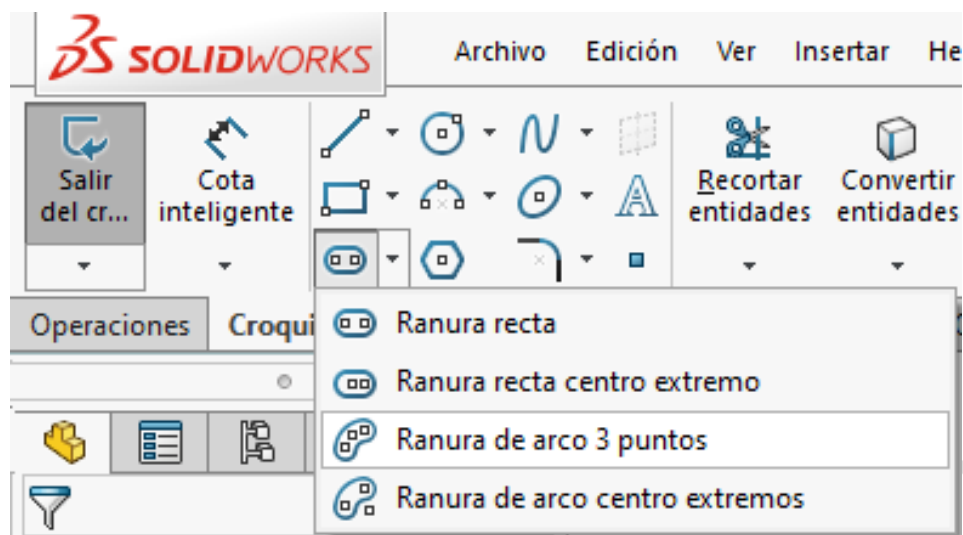 SOLIDWORKS
Archivo Edición Ver Insertar He
Salir
del cr...
Cota
inteligente
Recortar
entidades
Convertir
entidades
Operaciones Croqui
Ranura recta
Ranura recta centro extremo
Ranura de arco 3 puntos
Ranura de arco centro extremos